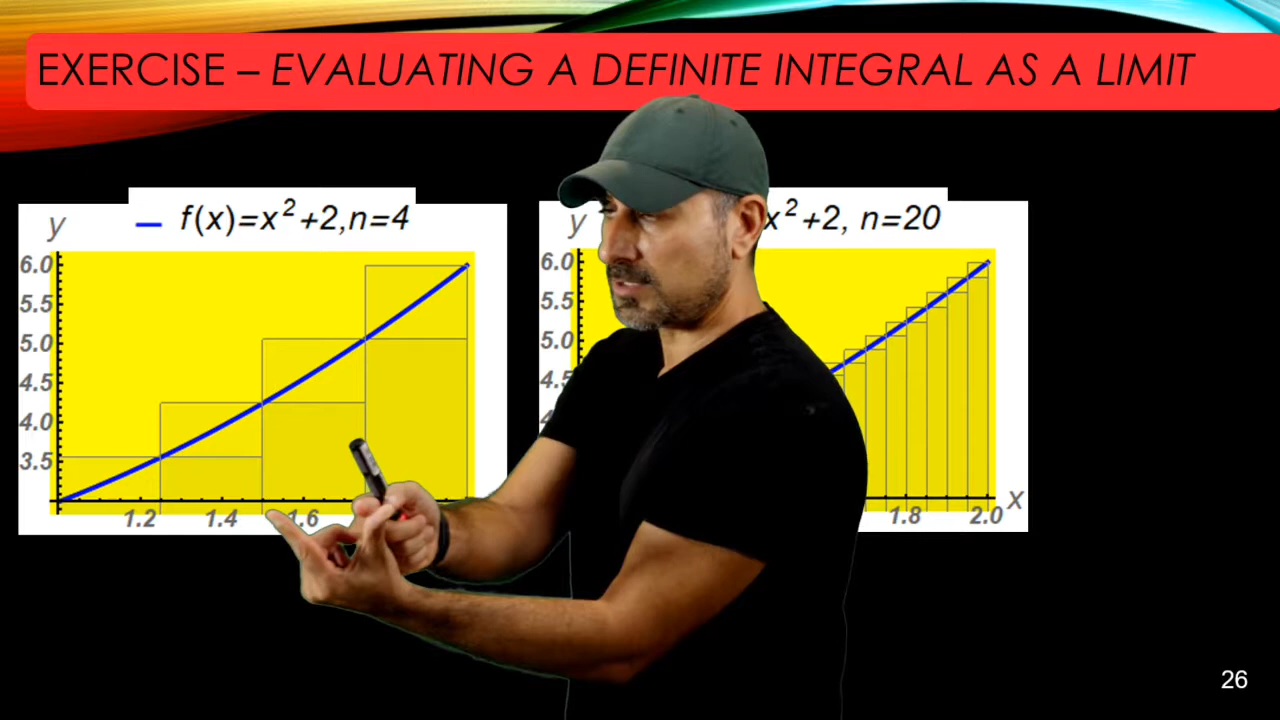 EXERCISE – EVALUATING A DEFINITE INTEGRAL AS A LIMIT
y
f(x)=x²+2,n=4
6.0
5.5
5.0
4.5
4.0
3.5
1.2 1.4 1.6
y
x²+2, n=20
6.0
5.5
5.0
4.5
1.8 2.0 x
26